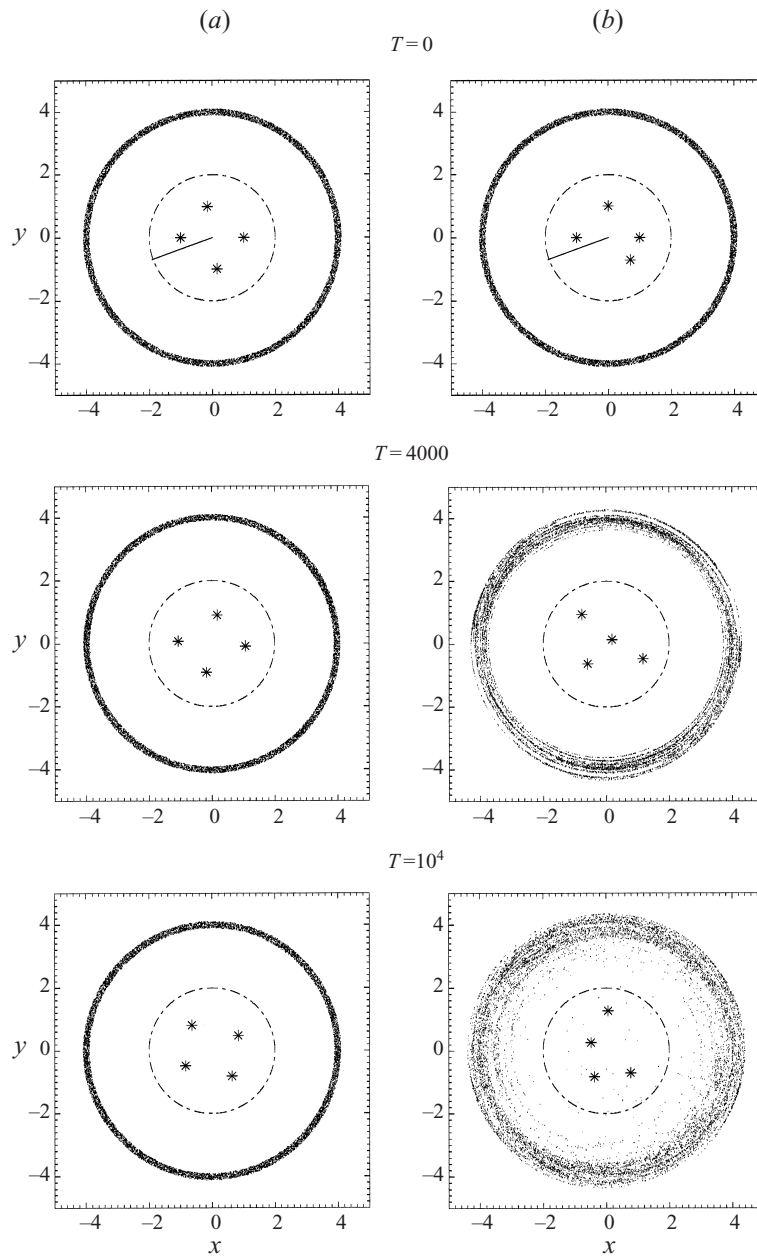 (a) (b)
T = 0
4 4
2 2
y 0 0
–2 –2
–4 –4
–4 –2 0 2 4 –4 –2 0 2 4
T = 4000
4 4
2 2
y 0 0
–2 –2
–4 –4
–4 –2 0 2 4 –4 –2 0 2 4
T =10⁴
4 4
2 2
y 0 0
–2 –2
–4 –4
–4 –2 0 2 4 –4 –2 0 2 4
x x